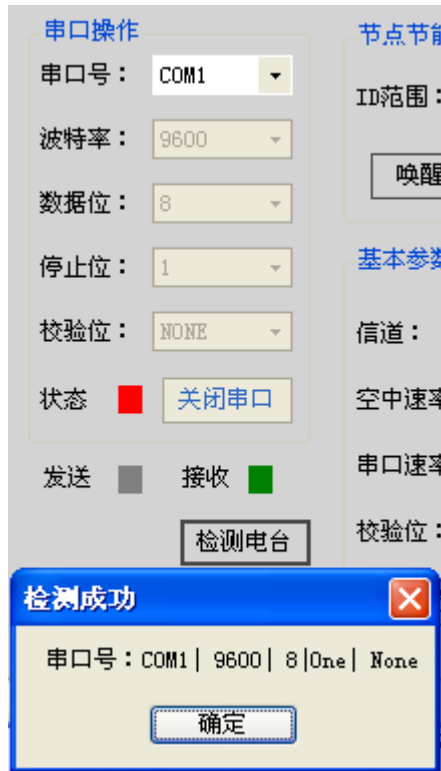 串口操作
串口号： COM1
波特率： 9600
数据位： 8
停止位： 1
校验位： NONE
状态 关闭串口
发送 接收
检测电台
节点节能
ID范围：
唤醒
基本参数
信道：
空中速率
串口速率
校验位：
检测成功
串口号：COM1| 9600| 8|One| None
确定